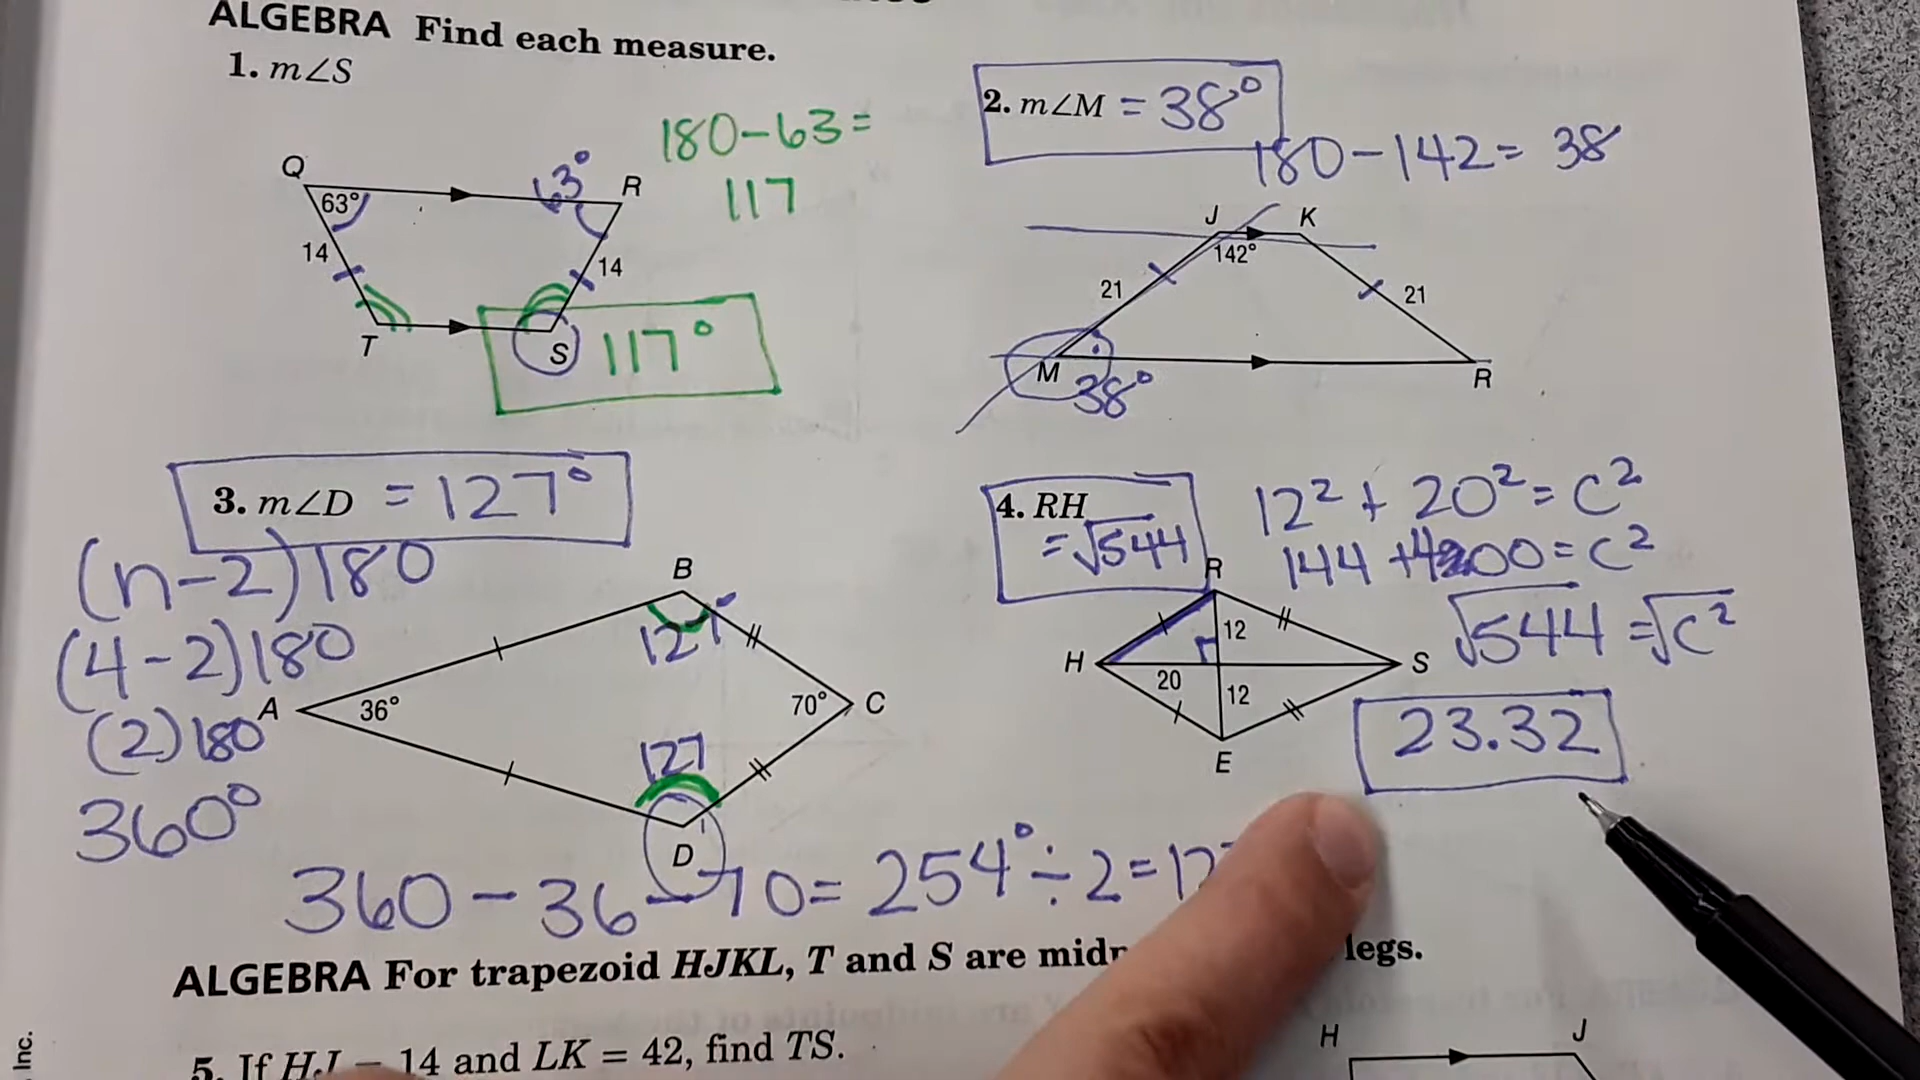 ALGEBRA Find each measure.
1. m∠S
180-63=
117
Q
63°
63°
R
14
14
T
S
117°
2. m∠M = 38°
180-142= 38
J
K
142°
21
21
M
38°
R
3. m∠D = 127°
(n-2)180
(4-2)180
(2)180
360°
B
127
A
36°
70°
C
127
D
360-36-70= 254°÷2=12
4. RH
=√544
12²+ 20²= c²
144 +400= c²
√544 =√c²
23.32
R
12
H
20
S
12
E
ALGEBRA For trapezoid HJKL, T and S are legs.
5. If HJ = 14 and LK = 42, find TS.
H
J
Inc.